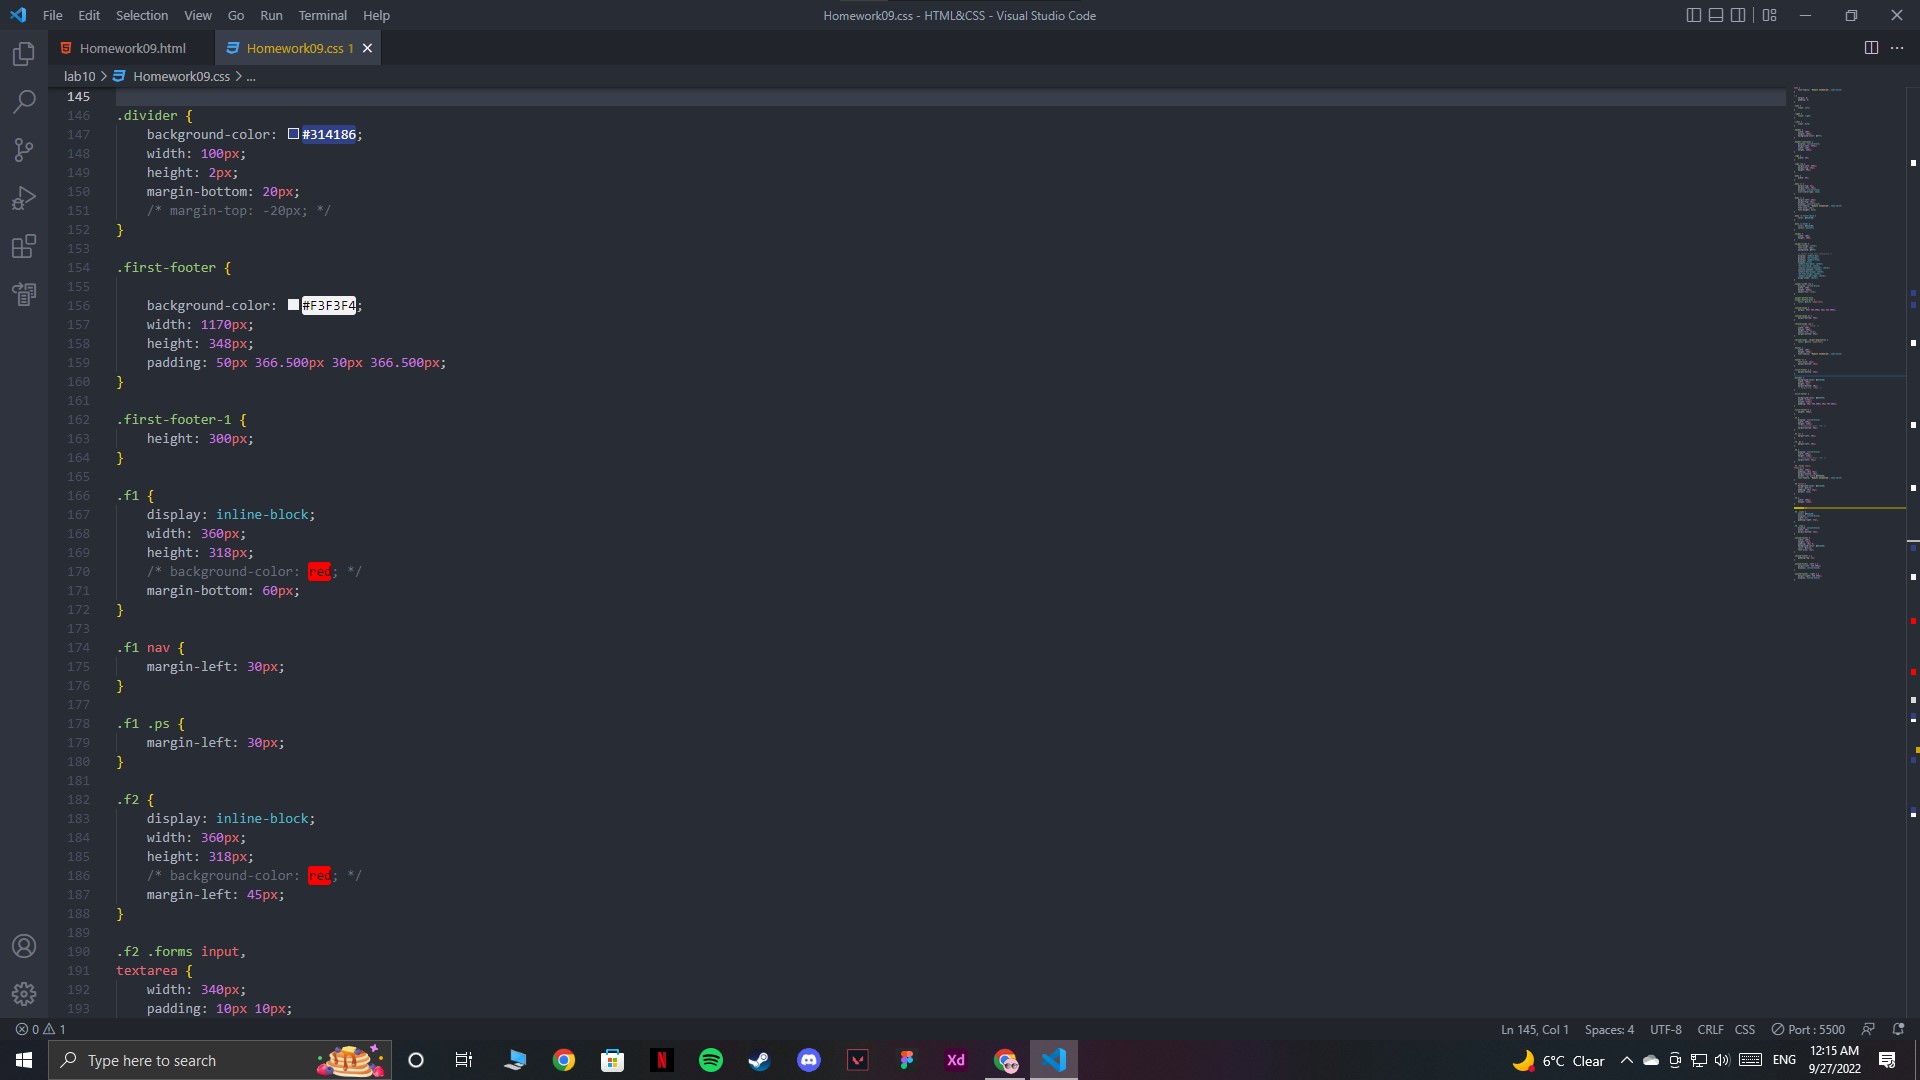 File Edit Selection View Go Run Terminal Help
Homework09.css - HTML&CSS - Visual Studio Code
Homework09.html
Homework09.css 1
lab10 > Homework09.css > ...
145
146 .divider {
147 background-color: #314186;
148 width: 100px;
149 height: 2px;
150 margin-bottom: 20px;
151 /* margin-top: -20px; */
152 }
153
154 .first-footer {
155
156 background-color: #F3F3F4;
157 width: 1170px;
158 height: 348px;
159 padding: 50px 366.500px 30px 366.500px;
160 }
161
162 .first-footer-1 {
163 height: 300px;
164 }
165
166 .f1 {
167 display: inline-block;
168 width: 360px;
169 height: 318px;
170 /* background-color: red; */
171 margin-bottom: 60px;
172 }
173
174 .f1 nav {
175 margin-left: 30px;
176 }
177
178 .f1 .ps {
179 margin-left: 30px;
180 }
181
182 .f2 {
183 display: inline-block;
184 width: 360px;
185 height: 318px;
186 /* background-color: red; */
187 margin-left: 45px;
188 }
189
190 .f2 .forms input,
191 textarea {
192 width: 340px;
193 padding: 10px 10px;
0 1
Ln 145, Col 1 Spaces: 4 UTF-8 CRLF CSS Port : 5500
Type here to search
Xd
6°C Clear
ENG
12:15 AM
9/27/2022